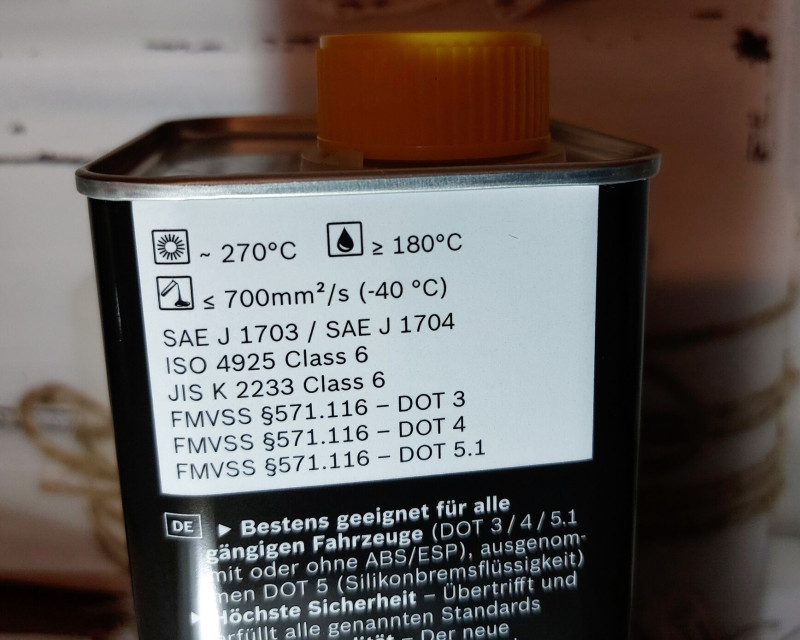 ~ 270°C ≥ 180°C
≤ 700mm²/s (-40 °C)
SAE J 1703 / SAE J 1704
ISO 4925 Class 6
JIS K 2233 Class 6
FMVSS §571.116 – DOT 3
FMVSS §571.116 – DOT 4
FMVSS §571.116 – DOT 5.1
DE ▶ Bestens geeignet für alle
gängigen Fahrzeuge (DOT 3 / 4 / 5.1
mit oder ohne ABS/ESP), ausgenom-
men DOT 5 (Silikonbremsflüssigkeit)
▶ Höchste Sicherheit – Übertrifft und
erfüllt alle genannten Standards
– Der neue